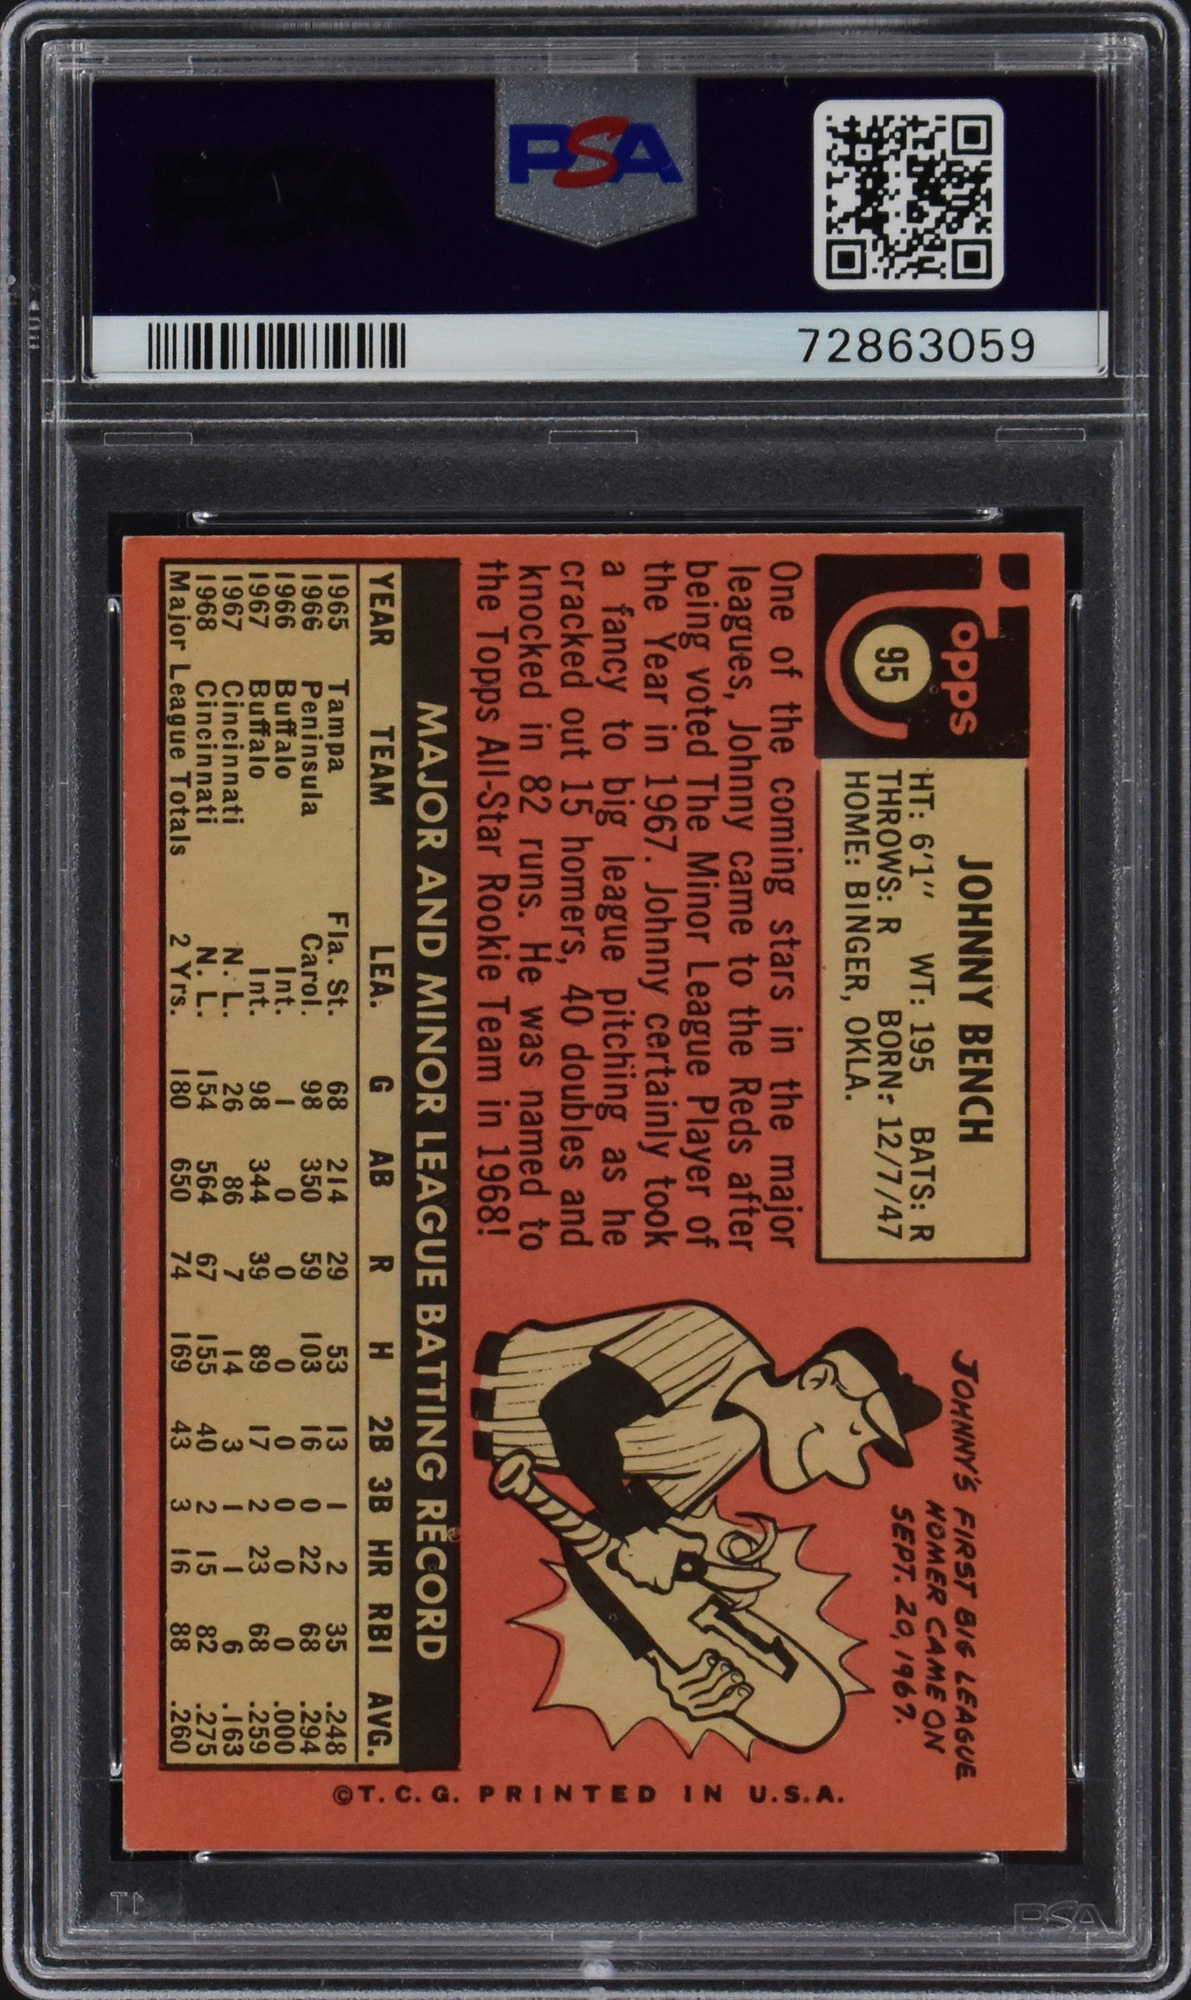 PSA
72863059
Topps
95
JOHNNY BENCH
HT: 6'1" WT: 195 BATS: R
THROWS: R BORN: 12/7/47
HOME: BINGER, OKLA.
One of the coming stars in the major
leagues, Johnny came to the Reds after
being voted The Minor League Player of
the Year in 1967. Johnny certainly took
a fancy to big league pitching as he
cracked out 15 homers, 40 doubles and
knocked in 82 runs. He was named to
the Topps All-Star Rookie Team in 1968!
JOHNNY'S FIRST BIG LEAGUE
HOMER CAME ON
SEPT. 20, 1967.
MAJOR AND MINOR LEAGUE BATTING RECORD
YEAR TEAM LEA. G AB R H 2B 3B HR RBI AVG.
1965 Tampa Fla. St. 68 214 29 53 13 1 2 35 .248
1966 Peninsula Carol. 98 350 59 103 16 0 22 68 .294
1966 Buffalo Int. 1 0 0 0 0 0 0 0 .000
1967 Buffalo Int. 98 344 39 89 17 2 23 68 .259
1967 Cincinnati N. L. 26 86 7 14 3 1 1 6 .163
1968 Cincinnati N. L. 154 564 67 155 40 2 15 82 .275
Major League Totals 2 Yrs. 180 650 74 169 43 3 16 88 .260
©T.C.G. PRINTED IN U.S.A.
PSA